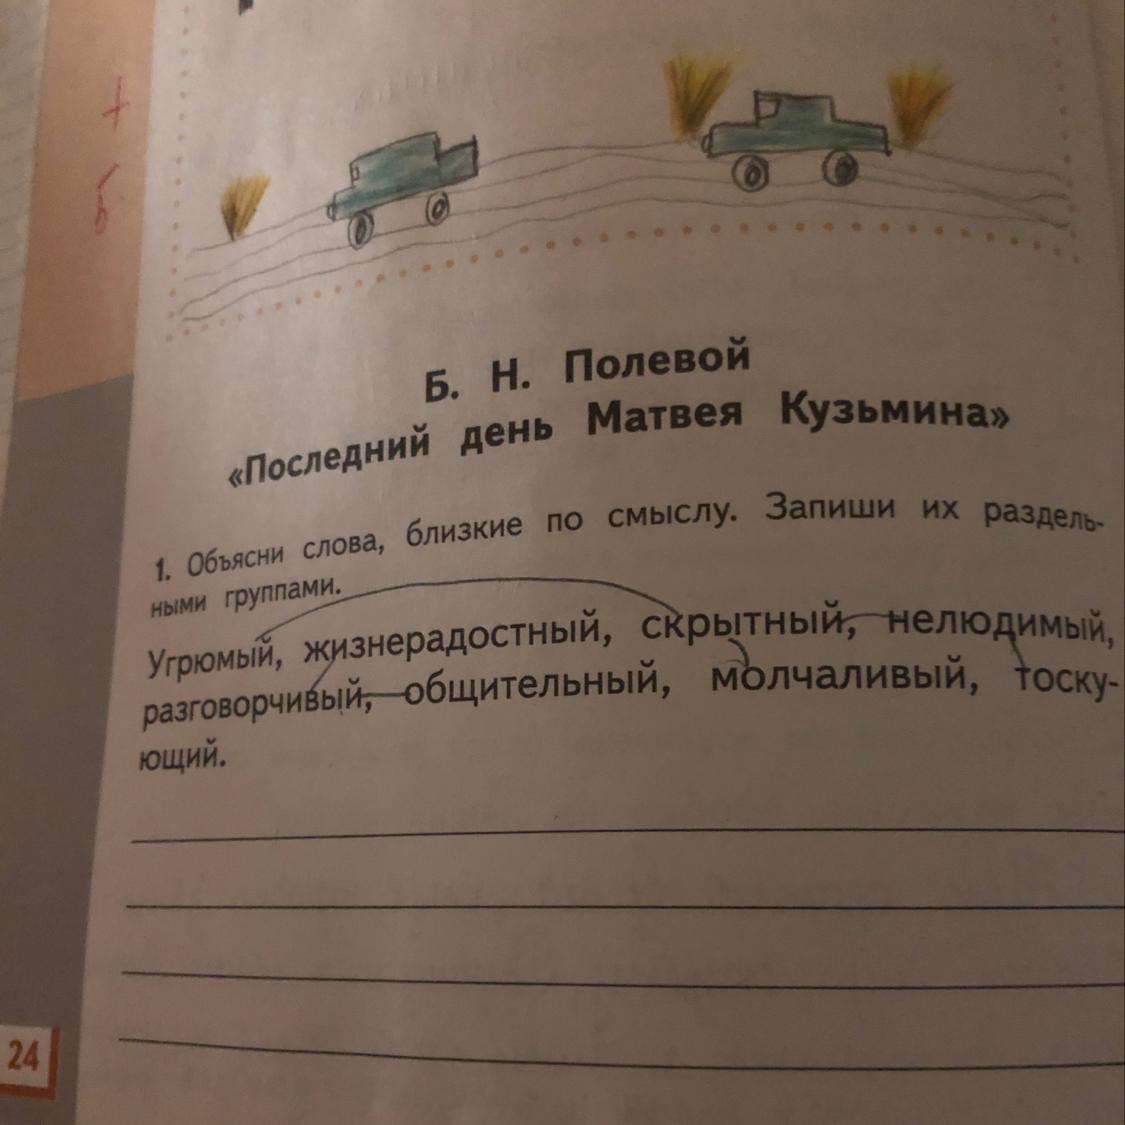 Б. Н. Полевой
«Последний день Матвея Кузьмина»
1. Объясни слова, близкие по смыслу. Запиши их раздель-
ными группами.
Угрюмый, жизнерадостный, скрытный, нелюдимый,
разговорчивый, общительный, молчаливый, тоску-
ющий.
24